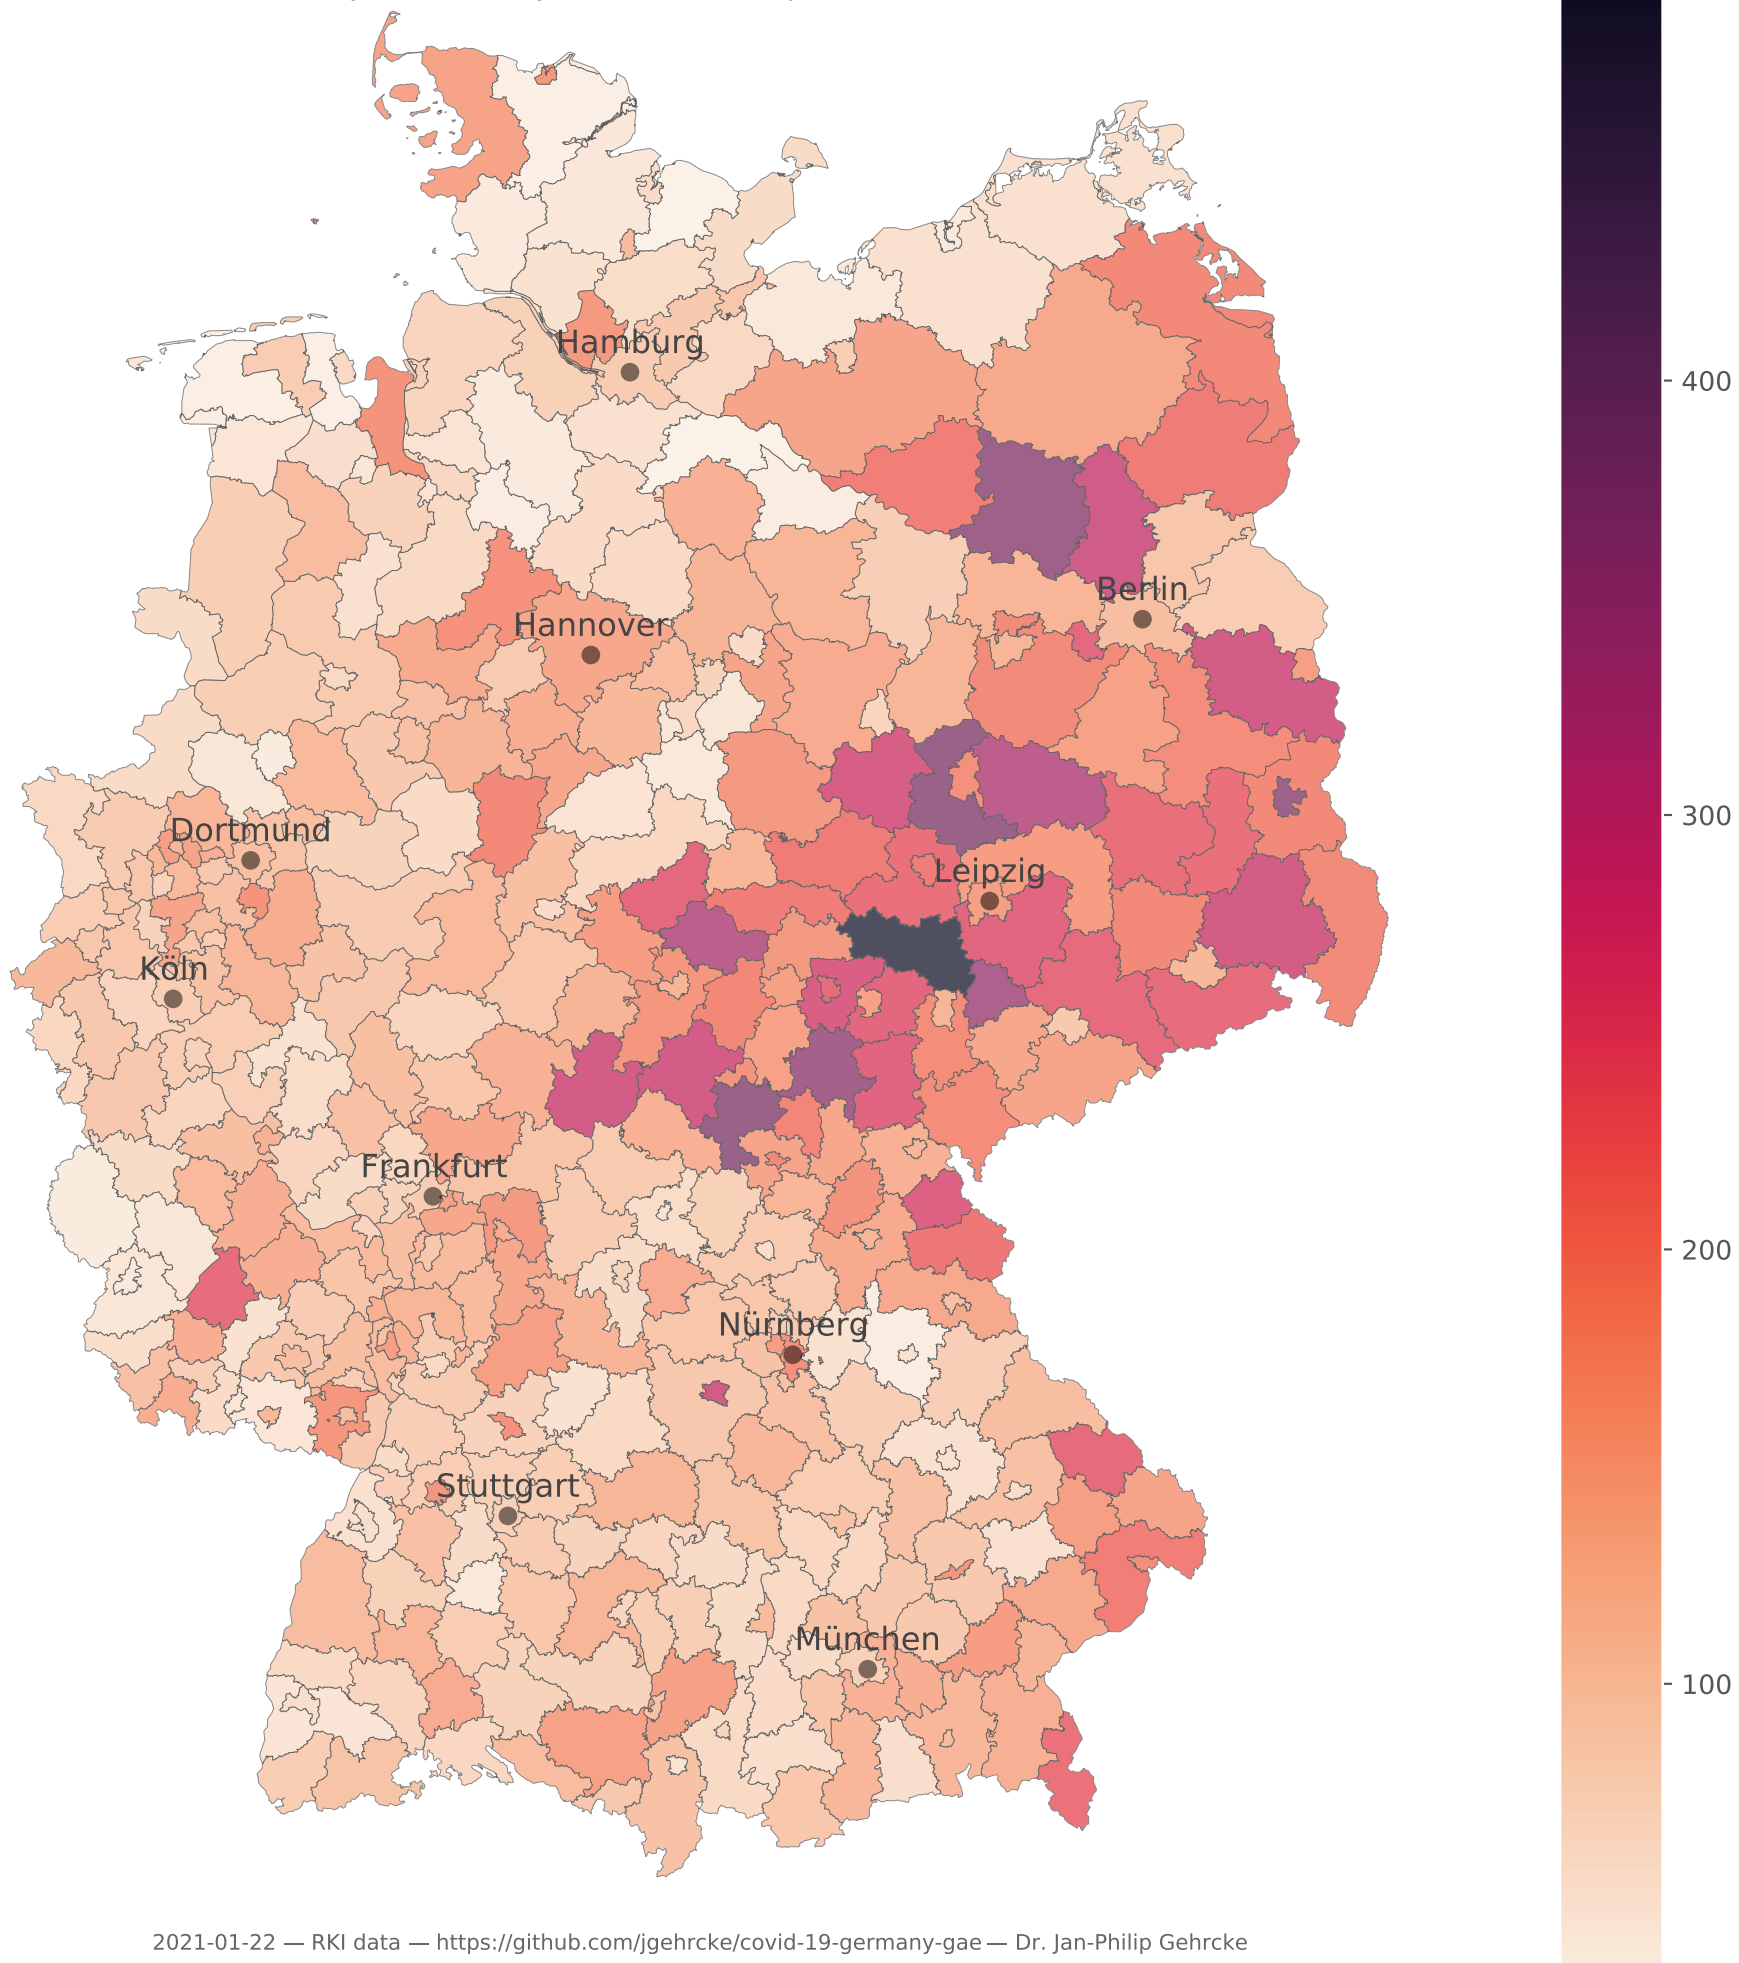 Hamburg
400
Berlin
Hannover
300
Dortmund
Leipzig
Köln
Frankfurt
200
Nürnberg
Stuttgart
München
100
2021-01-22 — RKI data — https://github.com/jgehrcke/covid-19-germany-gae — Dr. Jan-Philip Gehrcke